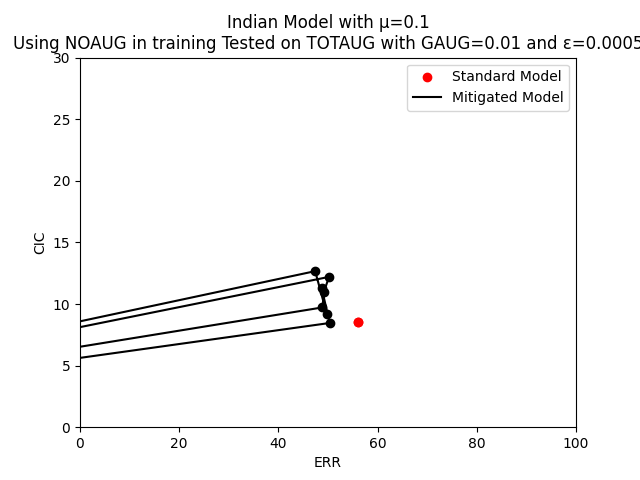 Indian Model with μ=0.1
Using NOAUG in training Tested on TOTAUG with GAUG=0.01 and ε=0.0005
30
25
20
15
10
5
0
CIC
Standard Model
Mitigated Model
0 20 40 60 80 100
ERR